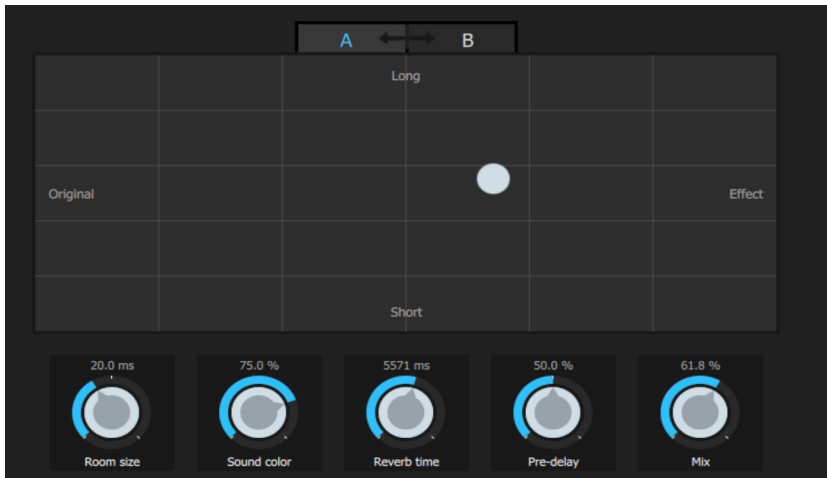 A B
Long
Original Effect
Short
20.0 ms 75.0 % 5571 ms 50.0 % 61.8 %
Room size Sound color Reverb time Pre-delay Mix